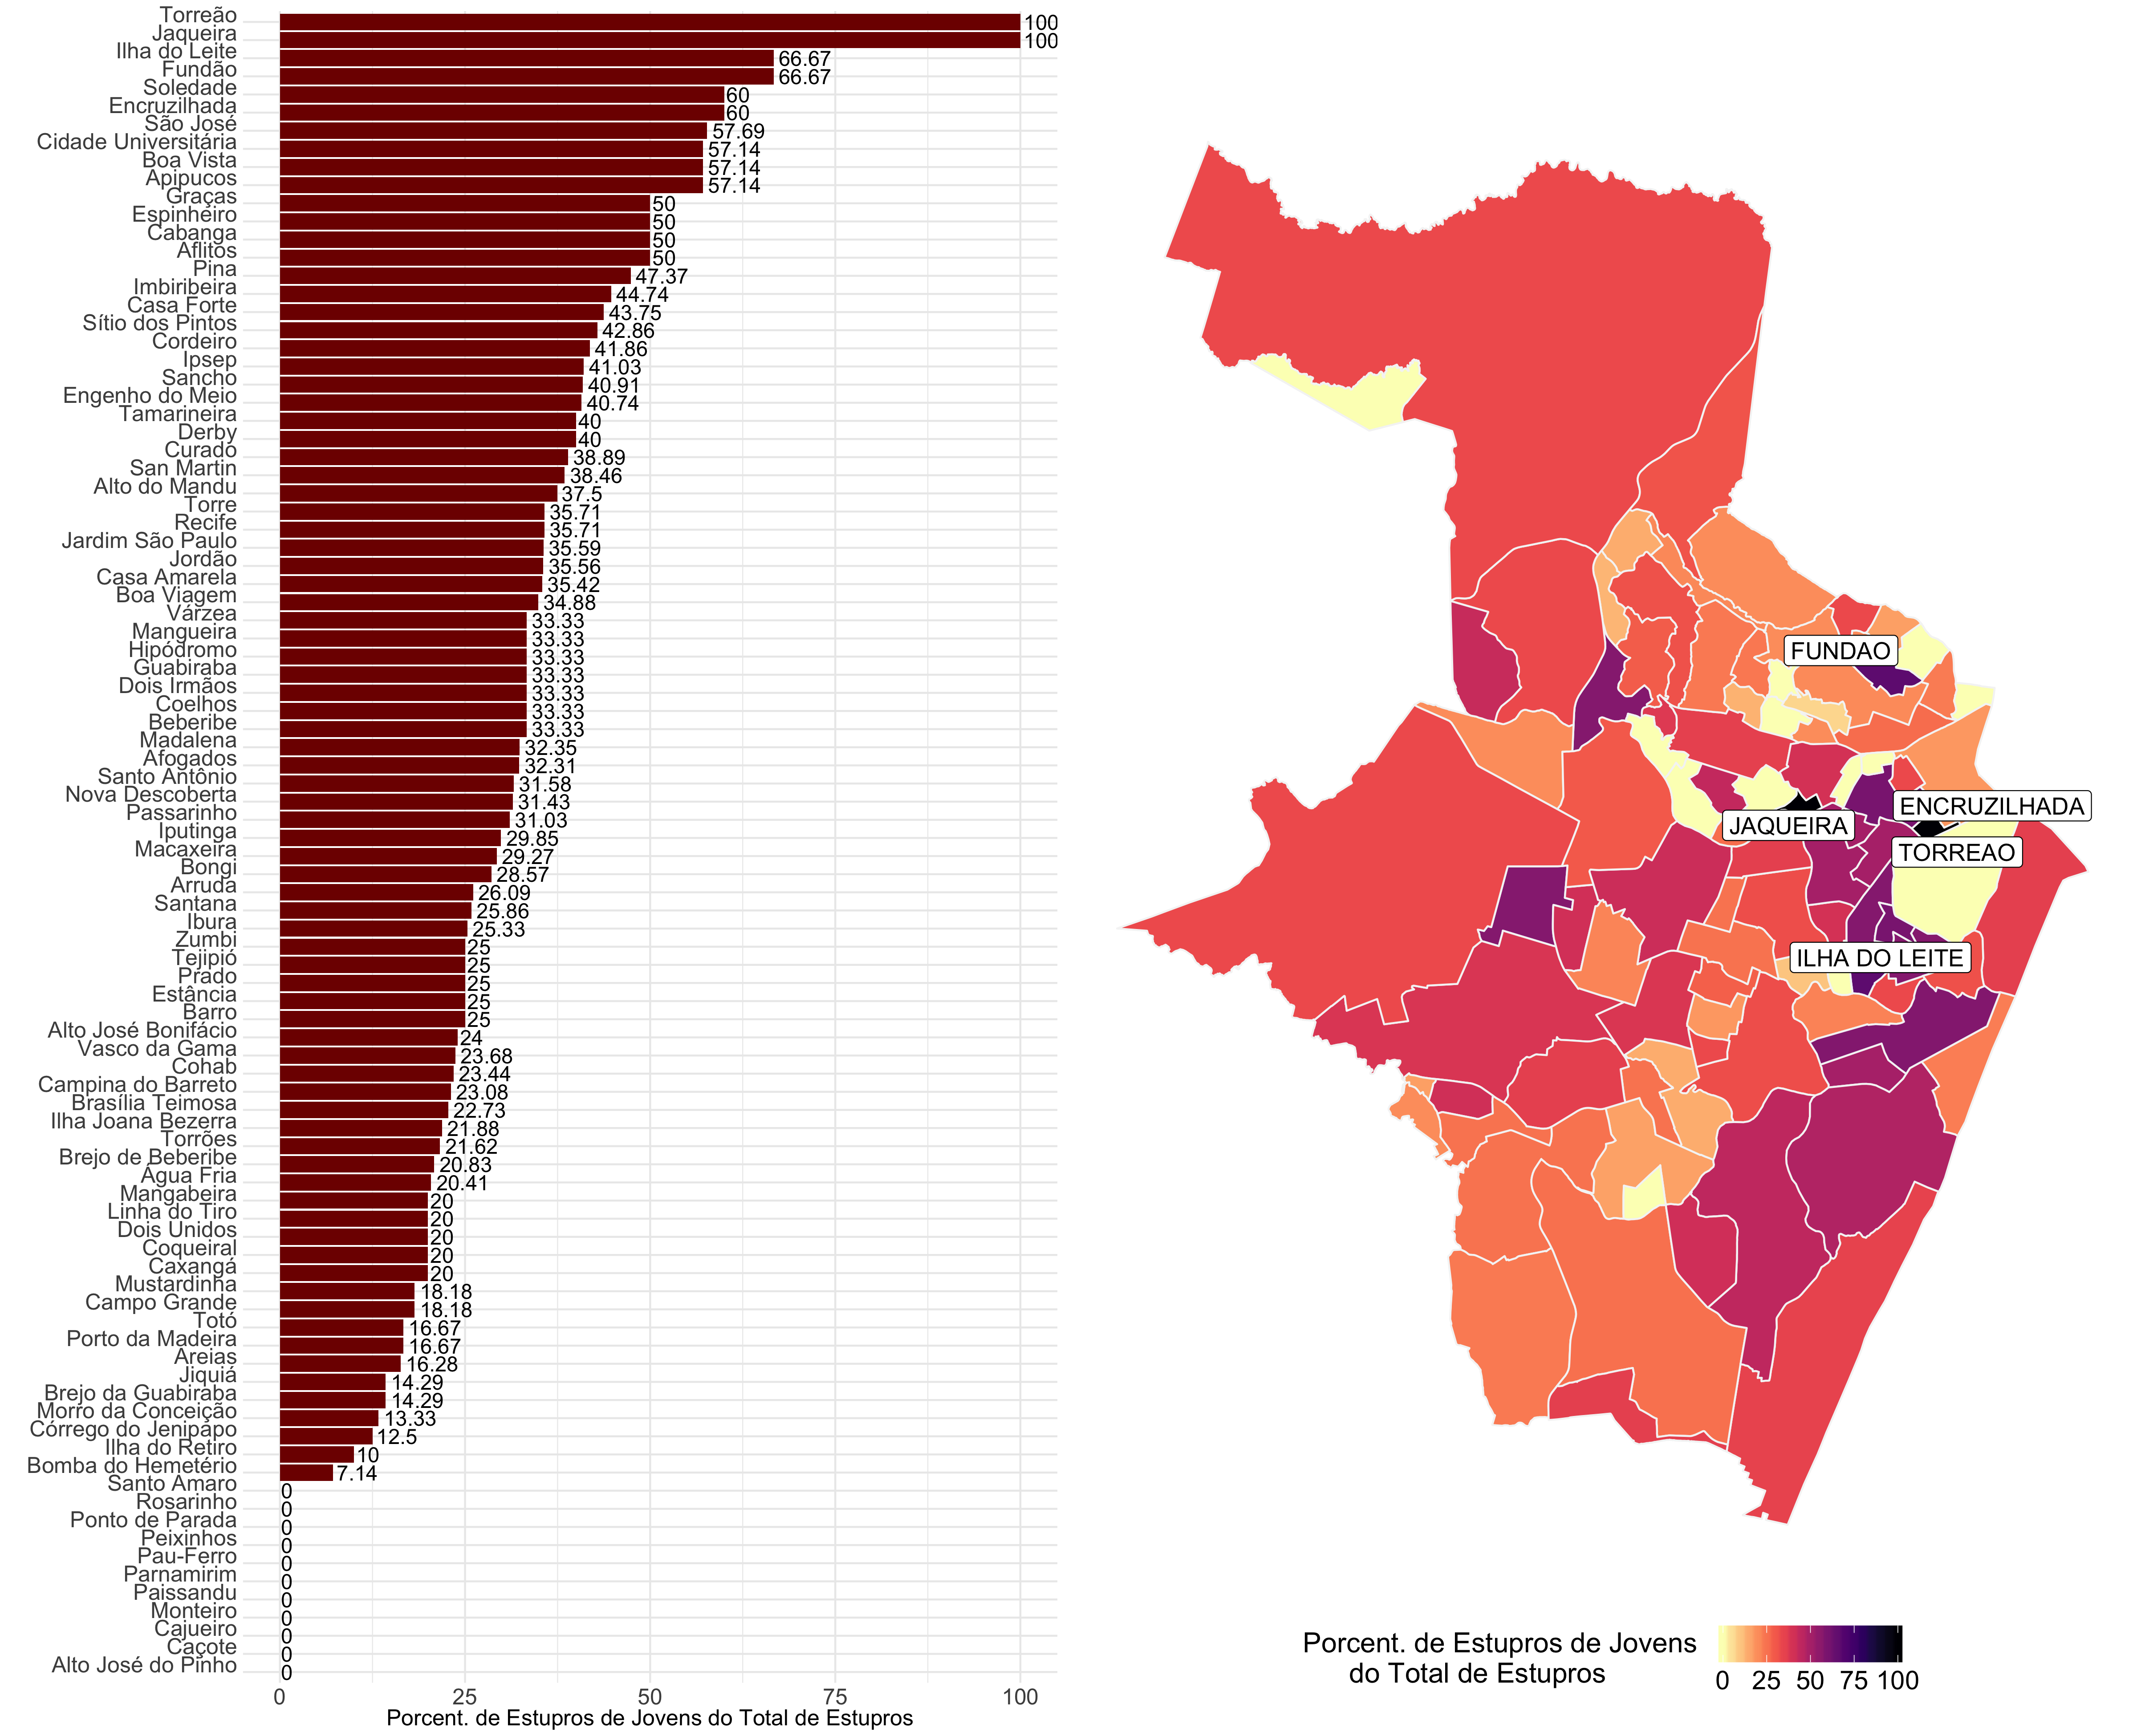 Torreão 100
Jaqueira 100
Ilha do Leite 66.67
Fundão 66.67
Soledade 60
Encruzilhada 60
São José 57.69
Cidade Universitária 57.14
Boa Vista 57.14
Apipucos 57.14
Graças 50
Espinheiro 50
Cabanga 50
Aflitos 50
Pina 47.37
Imbiribeira 44.74
Casa Forte 43.75
Sítio dos Pintos 42.86
Cordeiro 41.86
Ipsep 41.03
Sancho 40.91
Engenho do Meio 40.74
Tamarineira 40
Derby 40
Curado 38.89
San Martin 38.46
Alto do Mandu 37.5
Torre 35.71
Recife 35.71
Jardim São Paulo 35.59
Jordão 35.56
Casa Amarela 35.42
Boa Viagem 34.88
Várzea 33.33
Mangueira 33.33
Hipódromo 33.33
Guabiraba 33.33
Dois Irmãos 33.33
Coelhos 33.33
Beberibe 33.33
Madalena 32.35
Afogados 32.31
Santo Antônio 31.58
Nova Descoberta 31.43
Passarinho 31.03
Iputinga 29.85
Macaxeira 29.27
Bongi 28.57
Arruda 26.09
Santana 25.86
Ibura 25.33
Zumbi 25
Tejipió 25
Prado 25
Estância 25
Barro 25
Alto José Bonifácio 24
Vasco da Gama 23.68
Cohab 23.44
Campina do Barreto 23.08
Brasília Teimosa 22.73
Ilha Joana Bezerra 21.88
Torrões 21.62
Brejo de Beberibe 20.83
Água Fria 20.41
Mangabeira 20
Linha do Tiro 20
Dois Unidos 20
Coqueiral 20
Caxangá 20
Mustardinha 18.18
Campo Grande 18.18
Totó 16.67
Porto da Madeira 16.67
Areias 16.28
Jiquiá 14.29
Brejo da Guabiraba 14.29
Morro da Conceição 13.33
Córrego do Jenipapo 12.5
Ilha do Retiro 10
Bomba do Hemetério 7.14
Santo Amaro 0
Rosarinho 0
Ponto de Parada 0
Peixinhos 0
Pau-Ferro 0
Parnamirim 0
Paissandu 0
Monteiro 0
Cajueiro 0
Caçote 0
Alto José do Pinho 0
0 25 50 75 100
Porcent. de Estupros de Jovens do Total de Estupros
FUNDAO
ENCRUZILHADA
JAQUEIRA
TORREAO
ILHA DO LEITE
Porcent. de Estupros de Jovens
do Total de Estupros
0 25 50 75 100